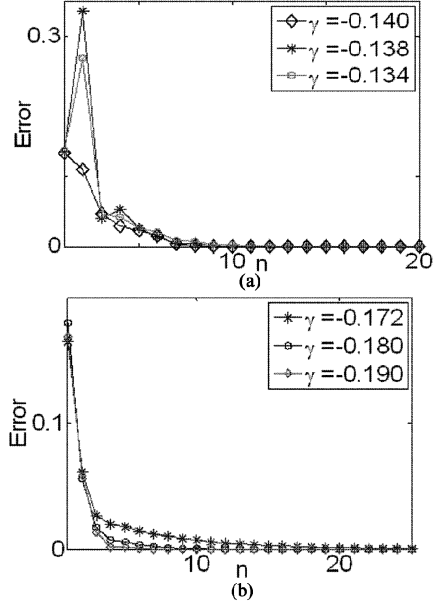 0.3
γ =-0.140
γ =-0.138
γ =-0.134
Error
0
10
n
20
(a)
γ =-0.172
γ =-0.180
γ =-0.190
Error
0.1
0
n
10
20
(b)